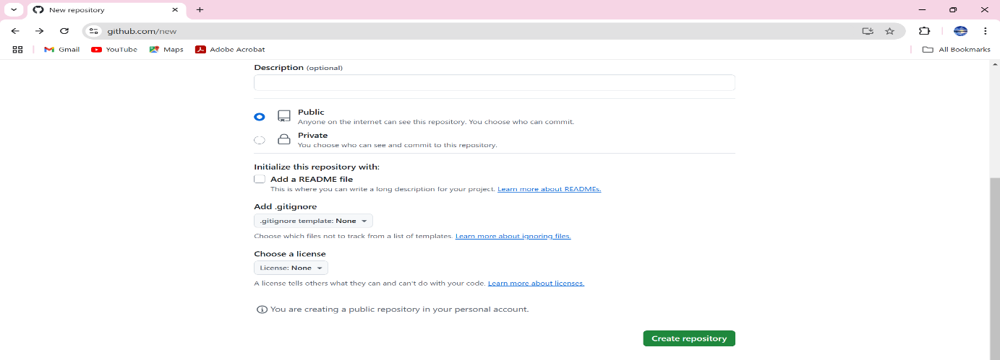 New repository
github.com/new
Gmail YouTube Maps Adobe Acrobat All Bookmarks
Description (optional)
Public
Anyone on the internet can see this repository. You choose who can commit.
Private
You choose who can see and commit to this repository.
Initialize this repository with:
Add a README file
This is where you can write a long description for your project. Learn more about READMEs.
Add .gitignore
.gitignore template: None
Choose which files not to track from a list of templates. Learn more about ignoring files.
Choose a license
License: None
A license tells others what they can and can't do with your code. Learn more about licenses.
You are creating a public repository in your personal account.
Create repository